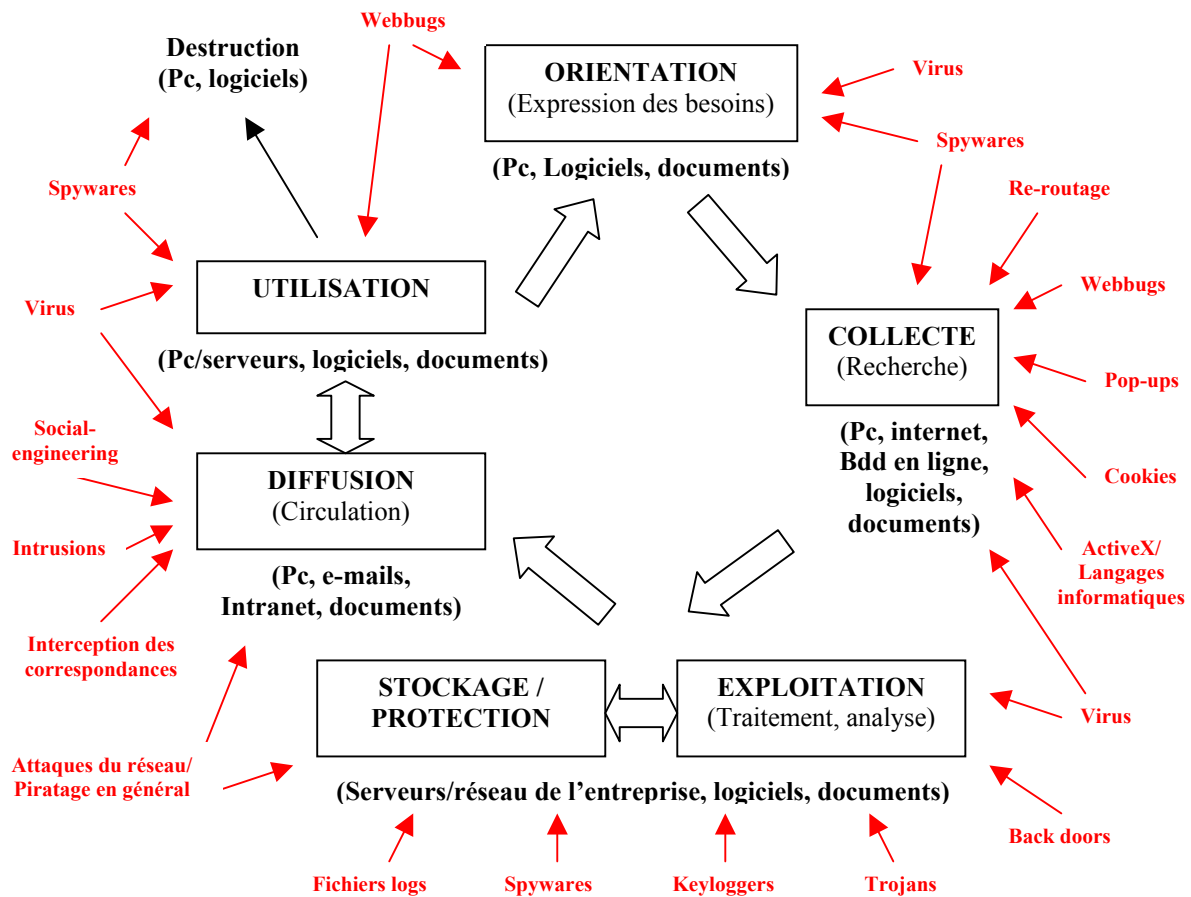 Webbugs
Destruction
(Pc, logiciels)
ORIENTATION
(Expression des besoins)
(Pc, Logiciels, documents)
Virus
Spywares
Re-routage
Spywares
UTILISATION
(Pc/serveurs, logiciels, documents)
Virus
Webbugs
COLLECTE
(Recherche)
(Pc, internet,
Bdd en ligne,
logiciels,
documents)
Pop-ups
Cookies
ActiveX/
Langages
informatiques
Social-
engineering
DIFFUSION
(Circulation)
(Pc, e-mails,
Intranet, documents)
Intrusions
Interception des
correspondances
STOCKAGE /
PROTECTION
EXPLOITATION
(Traitement, analyse)
(Serveurs/réseau de l’entreprise, logiciels, documents)
Virus
Attaques du réseau/
Piratage en général
Back doors
Fichiers logs
Spywares
Keyloggers
Trojans